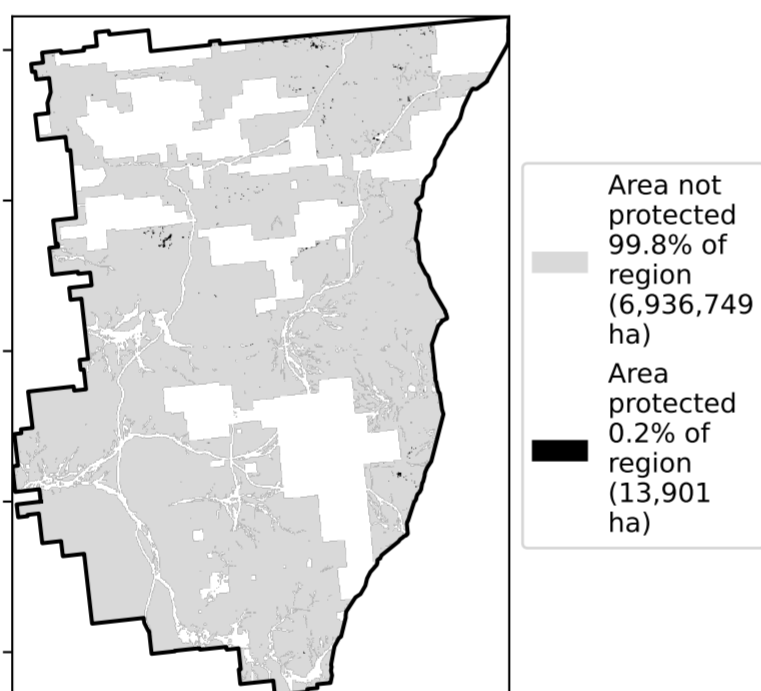 Area not
protected
99.8% of
region
(6,936,749
ha)
Area
protected
0.2% of
region
(13,901
ha)